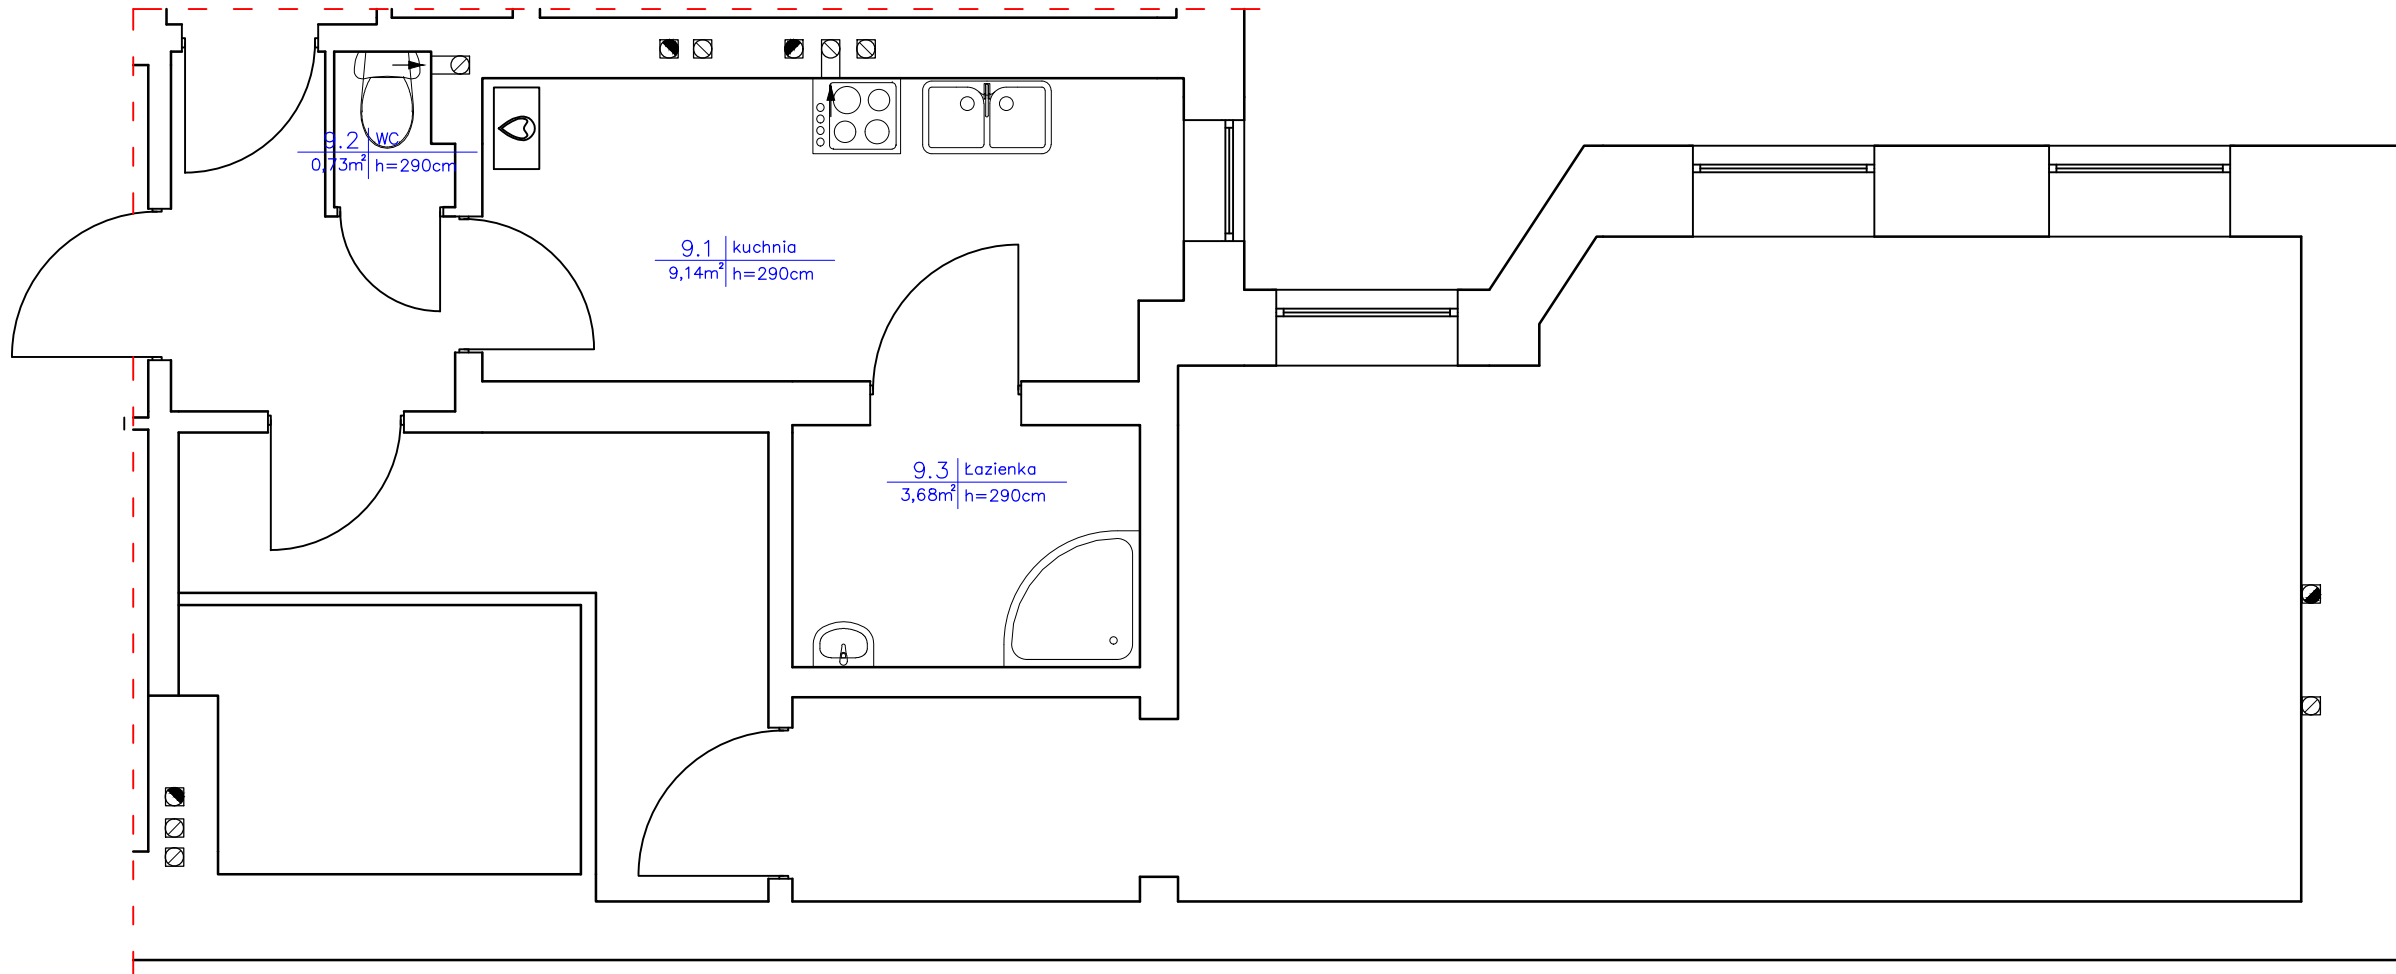 9.2 WC
0,73m² h=290cm
9.1 kuchnia
9,14m² h=290cm
9.3 Łazienka
3,68m² h=290cm